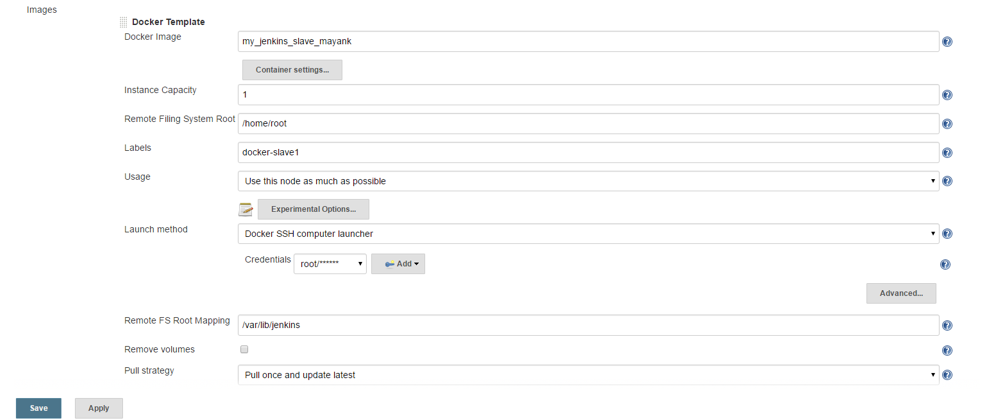 Images
Docker Template
Docker Image my_jenkins_slave_mayank
Container settings...
Instance Capacity 1
Remote Filing System Root /home/root
Labels docker-slave1
Usage Use this node as much as possible
Experimental Options...
Launch method Docker SSH computer launcher
Credentials root/****** Add
Advanced...
Remote FS Root Mapping /var/lib/jenkins
Remove volumes
Pull strategy Pull once and update latest
Save Apply